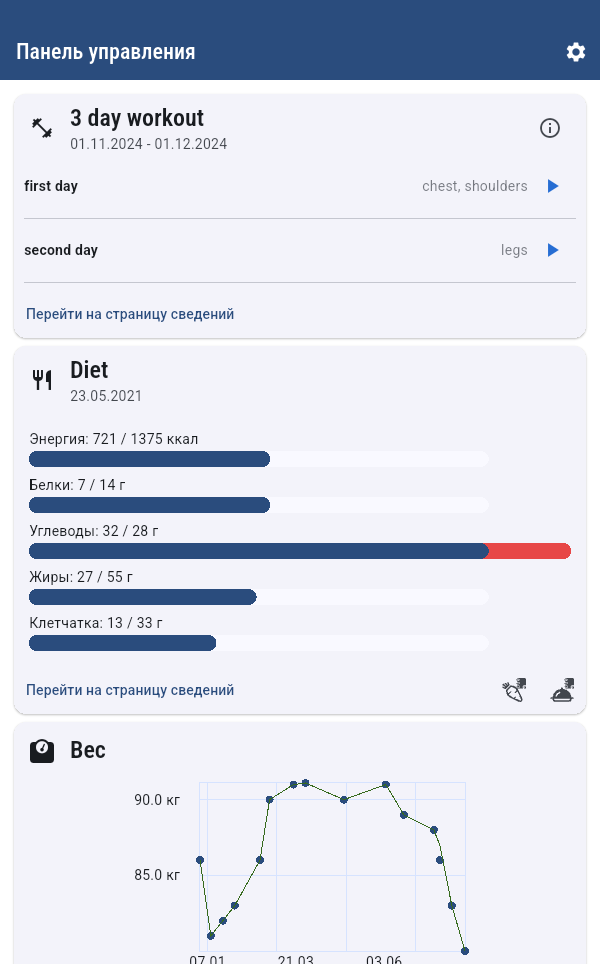 Панель управления
3 day workout
01.11.2024 - 01.12.2024
first day
chest, shoulders
second day
legs
Перейти на страницу сведений
Diet
23.05.2021
Энергия: 721 / 1375 ккал
Белки: 7 / 14 г
Углеводы: 32 / 28 г
Жиры: 27 / 55 г
Клетчатка: 13 / 33 г
Перейти на страницу сведений
Вес
90.0 кг
85.0 кг
07.01 21.03 03.06